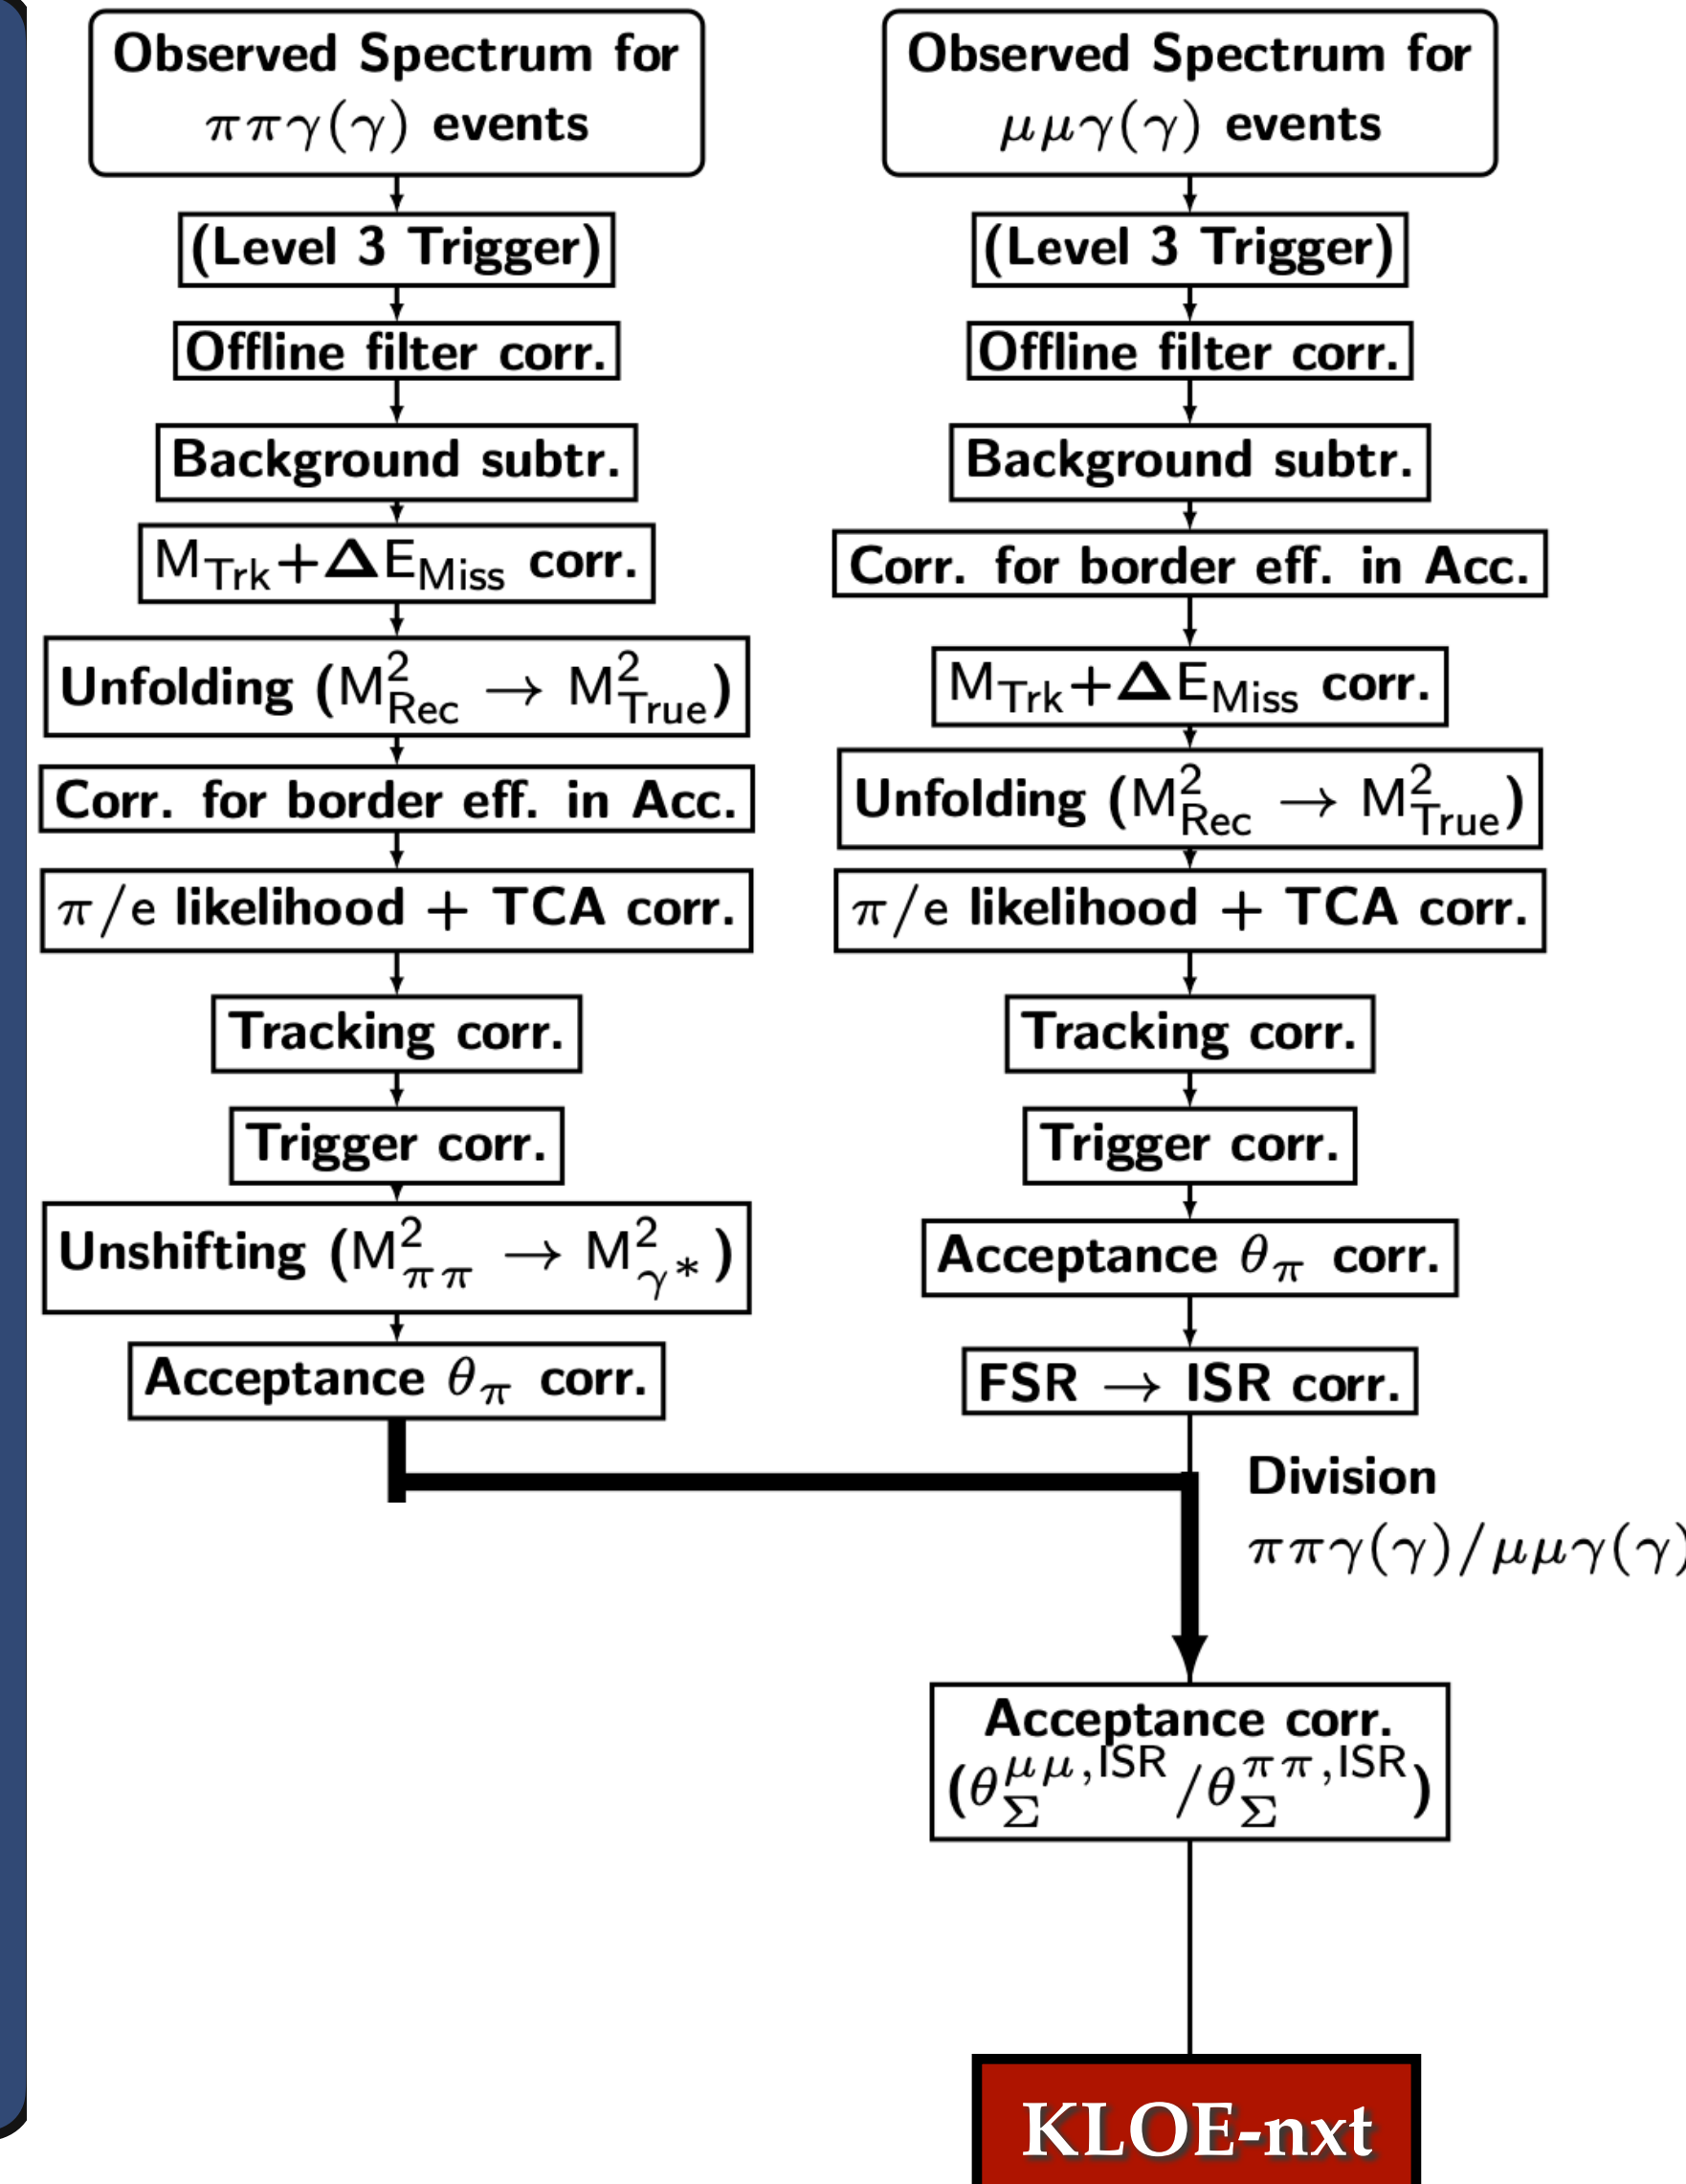 Observed Spectrum for
ππγ(γ) events
(Level 3 Trigger)
Offline filter corr.
Background subtr.
M_Trk+ΔE_Miss corr.
Unfolding (M²_Rec → M²_True)
Corr. for border eff. in Acc.
π/e likelihood + TCA corr.
Tracking corr.
Trigger corr.
Unshifting (M²_ππ → M²_γ*)
Acceptance θ_π corr.
Observed Spectrum for
μμγ(γ) events
(Level 3 Trigger)
Offline filter corr.
Background subtr.
Corr. for border eff. in Acc.
M_Trk+ΔE_Miss corr.
Unfolding (M²_Rec → M²_True)
π/e likelihood + TCA corr.
Tracking corr.
Trigger corr.
Acceptance θ_π corr.
FSR → ISR corr.
Division
ππγ(γ)/μμγ(γ)
Acceptance corr.
(θ_Σ^μμ,ISR/θ_Σ^ππ,ISR)
KLOE-nxt